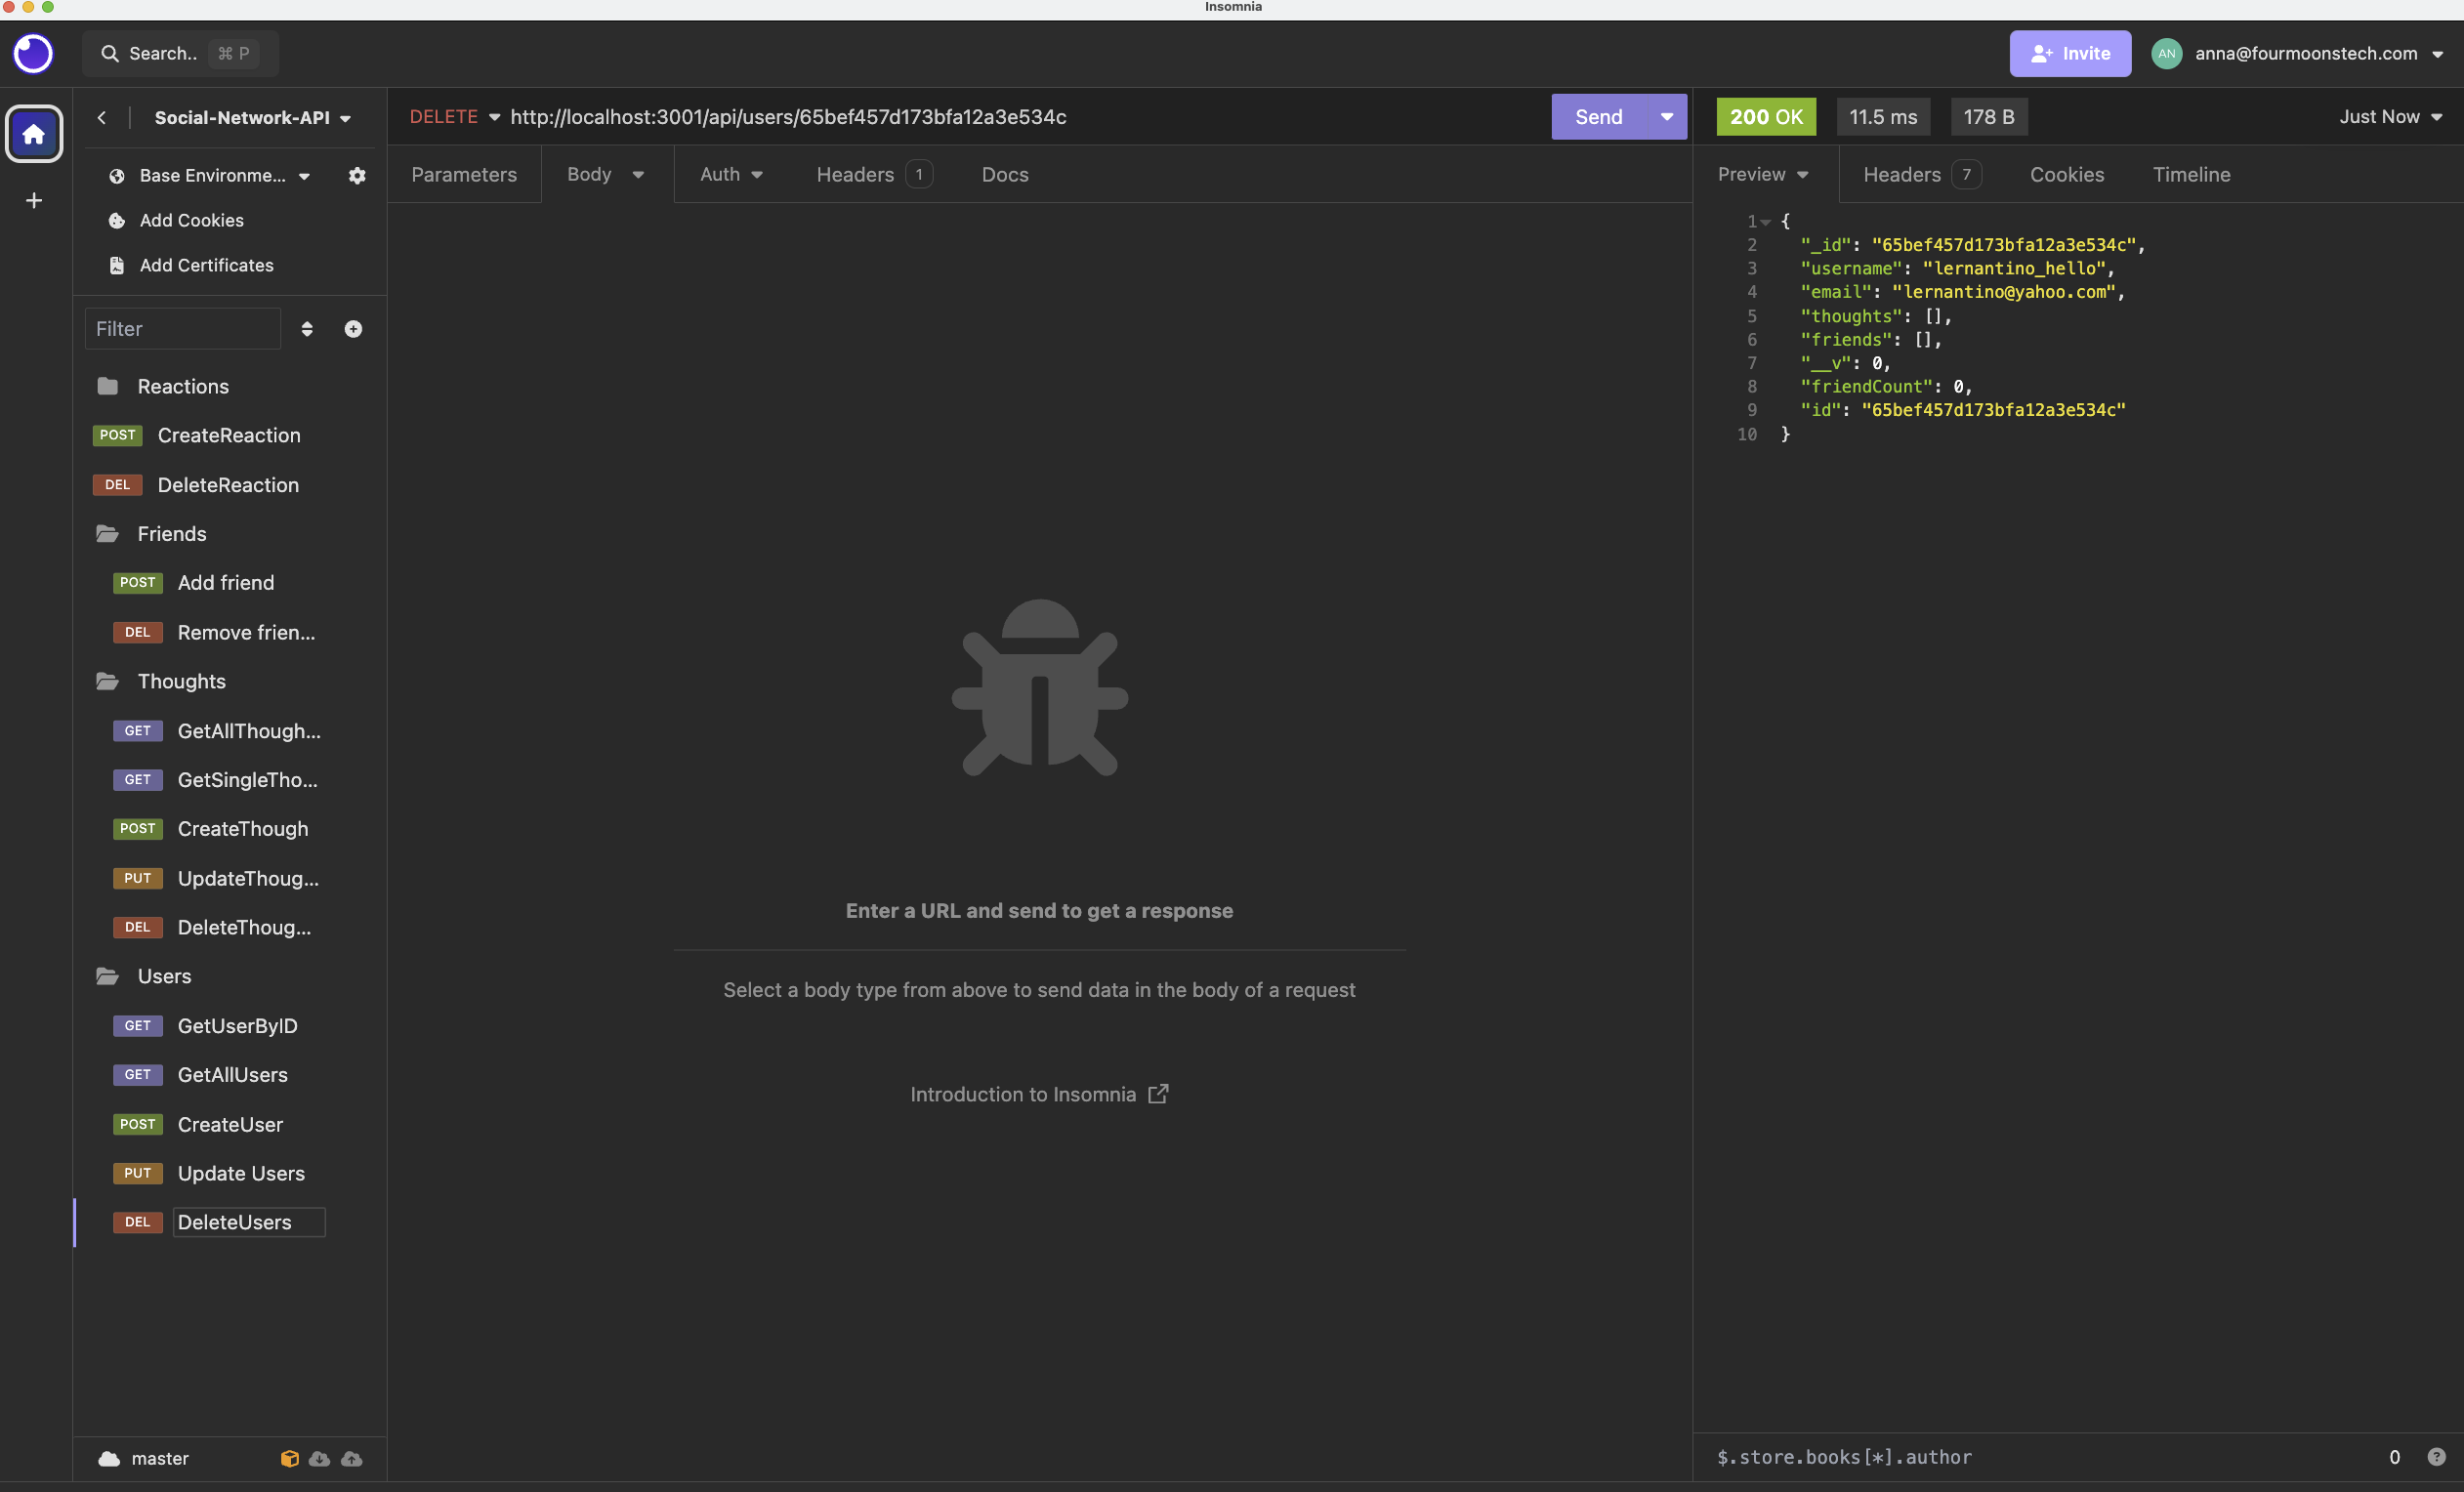 Insomnia
Search.. ⌘ P
Invite
AN anna@fourmoonstech.com
Social-Network-API
Base Environme...
Add Cookies
Add Certificates
Filter
Reactions
POST CreateReaction
DEL DeleteReaction
Friends
POST Add friend
DEL Remove frien...
Thoughts
GET GetAllThough...
GET GetSingleTho...
POST CreateThough
PUT UpdateThoug...
DEL DeleteThoug...
Users
GET GetUserByID
GET GetAllUsers
POST CreateUser
PUT Update Users
DEL DeleteUsers
master
DELETE http://localhost:3001/api/users/65bef457d173bfa12a3e534c Send
Parameters Body Auth Headers 1 Docs
Enter a URL and send to get a response
Select a body type from above to send data in the body of a request
Introduction to Insomnia
200 OK 11.5 ms 178 B Just Now
Preview Headers 7 Cookies Timeline
1 {
2 "_id": "65bef457d173bfa12a3e534c",
3 "username": "lernantino_hello",
4 "email": "lernantino@yahoo.com",
5 "thoughts": [],
6 "friends": [],
7 "__v": 0,
8 "friendCount": 0,
9 "id": "65bef457d173bfa12a3e534c"
10 }
$.store.books[*].author 0 ?